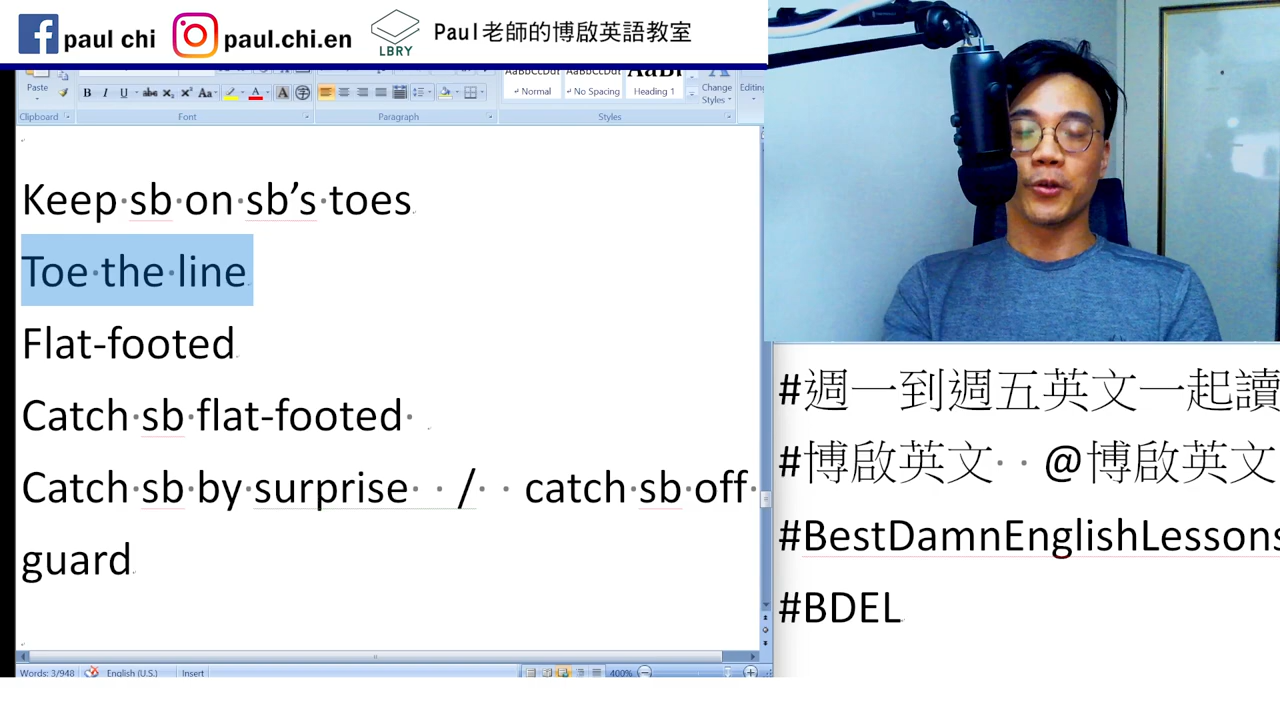 paul chi
paul.chi.en
LBRY
Paul老師的博啟英語教室
Paste
AaBbCcDd AaBbCcDd AaBb
Normal
No Spacing
Heading 1
Change Styles
Editing
Clipboard
Font
Paragraph
Styles
Keep sb on sb’s toes
Toe the line
Flat-footed
Catch sb flat-footed
Catch sb by surprise / catch sb off
guard
#週一到週五英文一起讀
#博啟英文 @博啟英文
#BestDamnEnglishLessons
#BDEL
Words: 3/948
English (U.S.)
Insert
400%